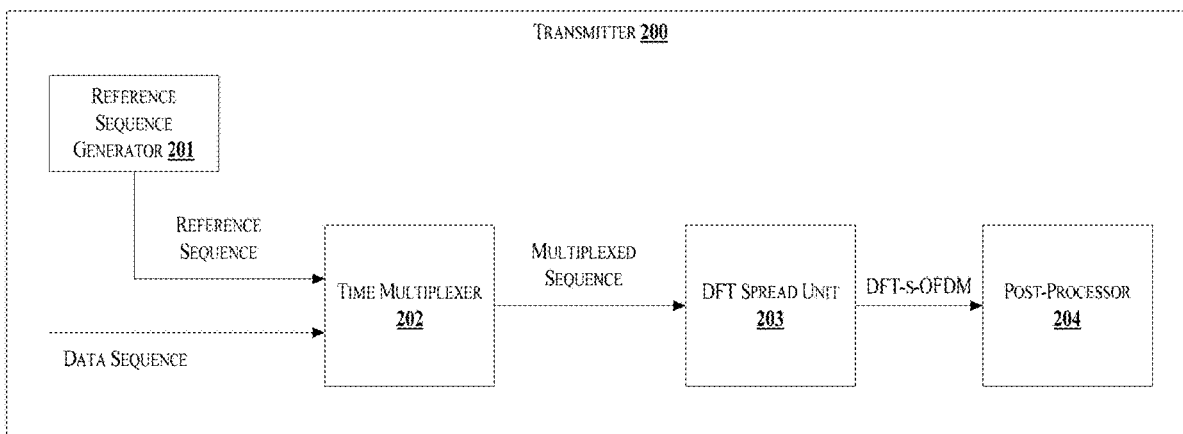 TRANSMITTER 200
REFERENCE
SEQUENCE
GENERATOR 201
REFERENCE
SEQUENCE
DATA SEQUENCE
TIME MULTIPLEXER
202
MULTIPLEXED
SEQUENCE
DFT SPREAD UNIT
203
DFT-S-OFDM
POST-PROCESSOR
204